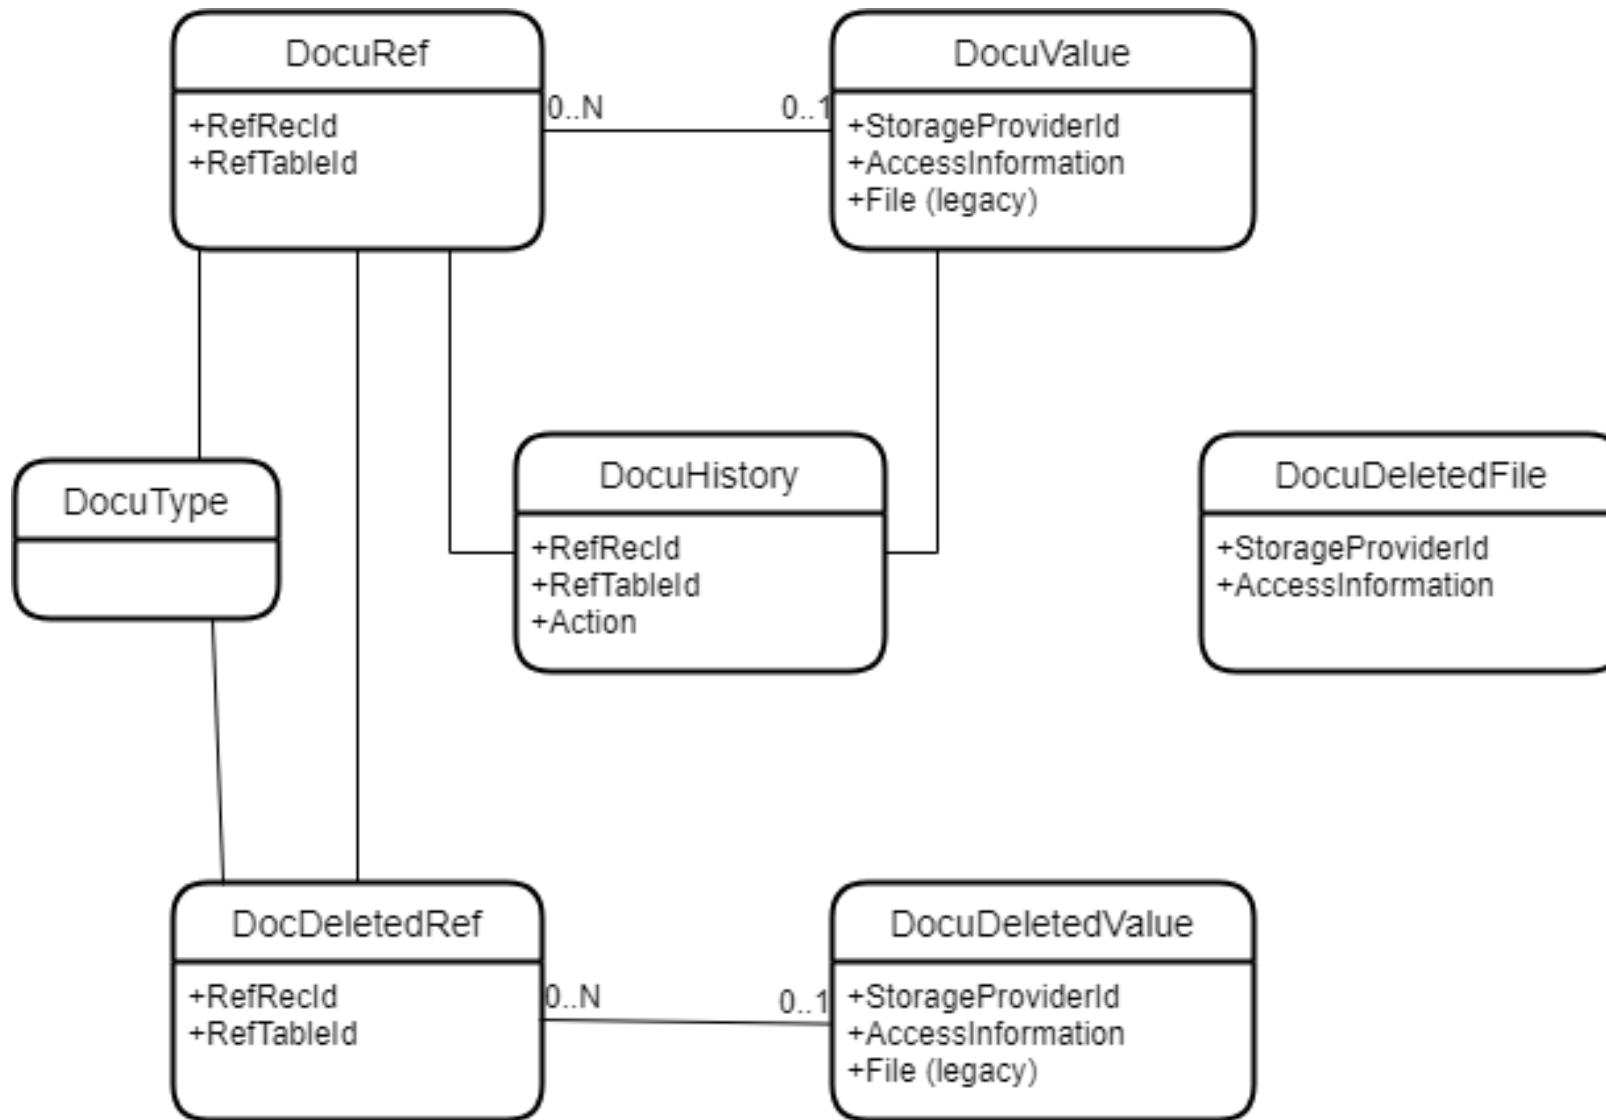 DocuRef
+RefRecId
+RefTableId
0..N
0..1
DocuValue
+StorageProviderId
+AccessInformation
+File (legacy)
DocuType
DocuHistory
+RefRecId
+RefTableId
+Action
DocuDeletedFile
+StorageProviderId
+AccessInformation
DocDeletedRef
+RefRecId
+RefTableId
0..N
0..1
DocuDeletedValue
+StorageProviderId
+AccessInformation
+File (legacy)